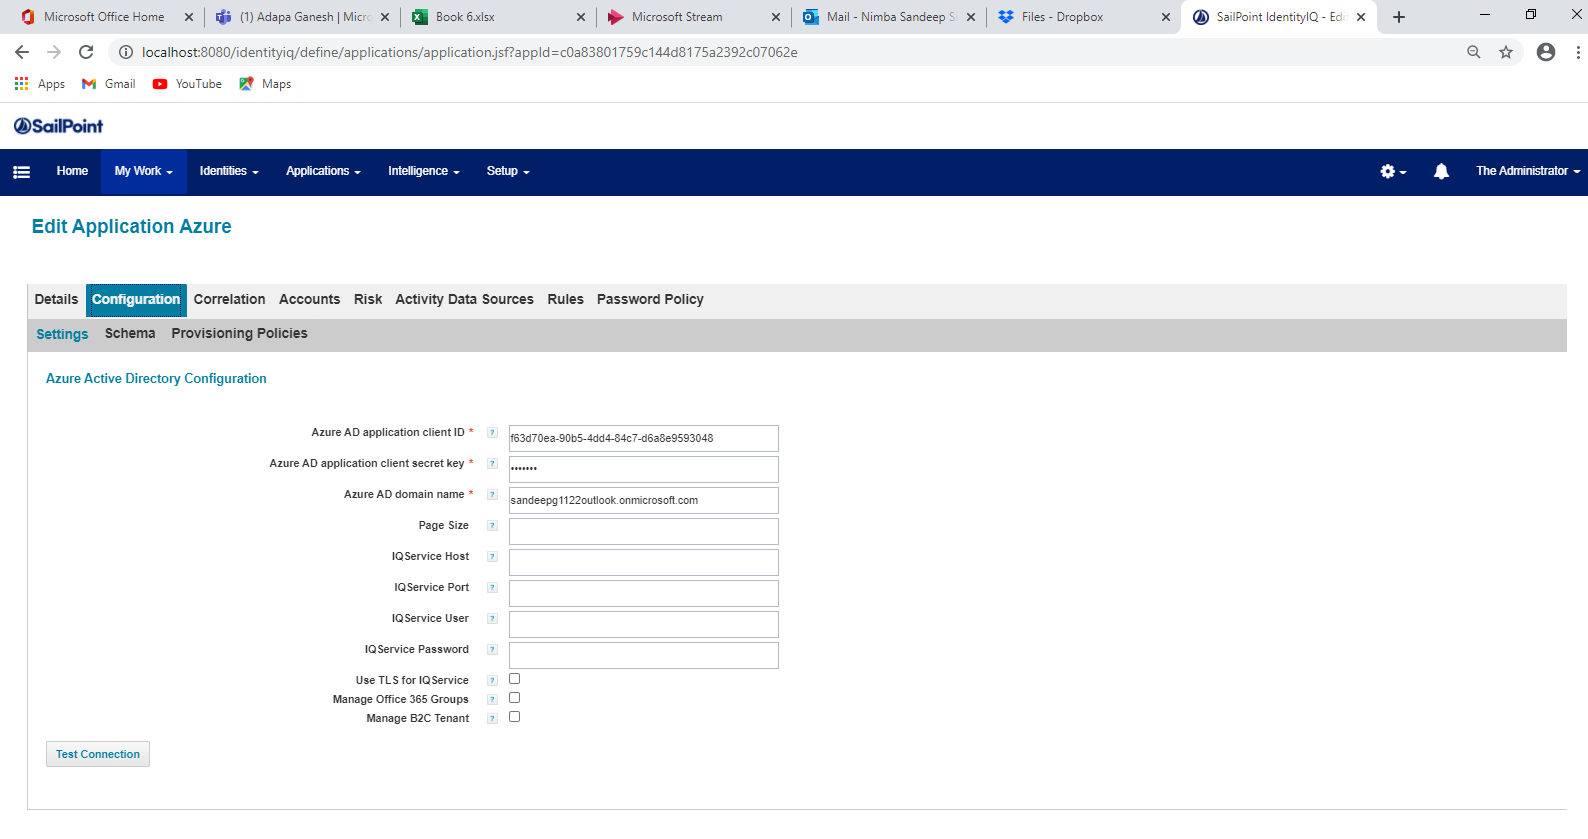 Microsoft Office Home
(1) Adapa Ganesh | Micro
Book 6.xlsx
Microsoft Stream
Mail - Nimba Sandeep S
Files - Dropbox
SailPoint IdentityIQ - Edi
localhost:8080/identityiq/define/applications/application.jsf?appId=c0a83801759c144d8175a2392c07062e
Apps Gmail YouTube Maps
SailPoint
Home My Work Identities Applications Intelligence Setup The Administrator
Edit Application Azure
Details Configuration Correlation Accounts Risk Activity Data Sources Rules Password Policy
Settings Schema Provisioning Policies
Azure Active Directory Configuration
Azure AD application client ID * ? f63d70ea-90b5-4dd4-84c7-d6a8e9593048
Azure AD application client secret key * ? •••••••
Azure AD domain name * ? sandeepg1122outlook.onmicrosoft.com
Page Size ?
IQService Host ?
IQService Port ?
IQService User ?
IQService Password ?
Use TLS for IQService ?
Manage Office 365 Groups ?
Manage B2C Tenant ?
Test Connection